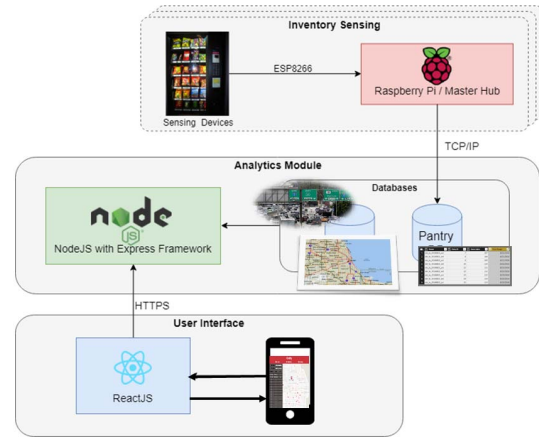 Inventory Sensing
ESP8266
Sensing Devices
Raspberry Pi / Master Hub
TCP/IP
Analytics Module
Databases
node
JS
NodeJS with Express Framework
Pantry
HTTPS
User Interface
ReactJS